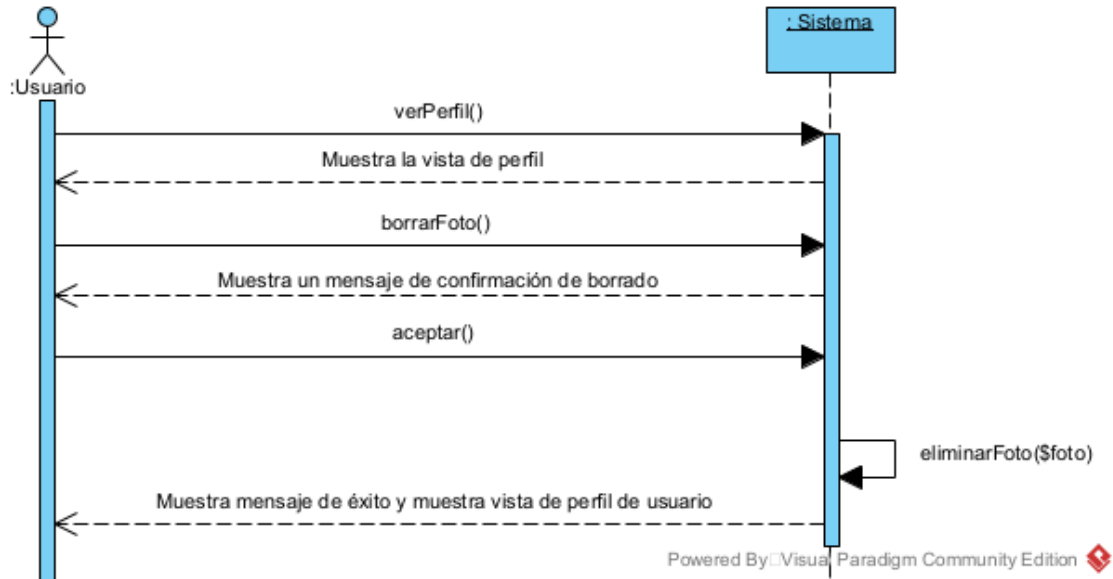 : Sistema
:Usuario
verPerfil()
Muestra la vista de perfil
borrarFoto()
Muestra un mensaje de confirmación de borrado
aceptar()
eliminarFoto($foto)
Muestra mensaje de éxito y muestra vista de perfil de usuario
Powered By Visual Paradigm Community Edition